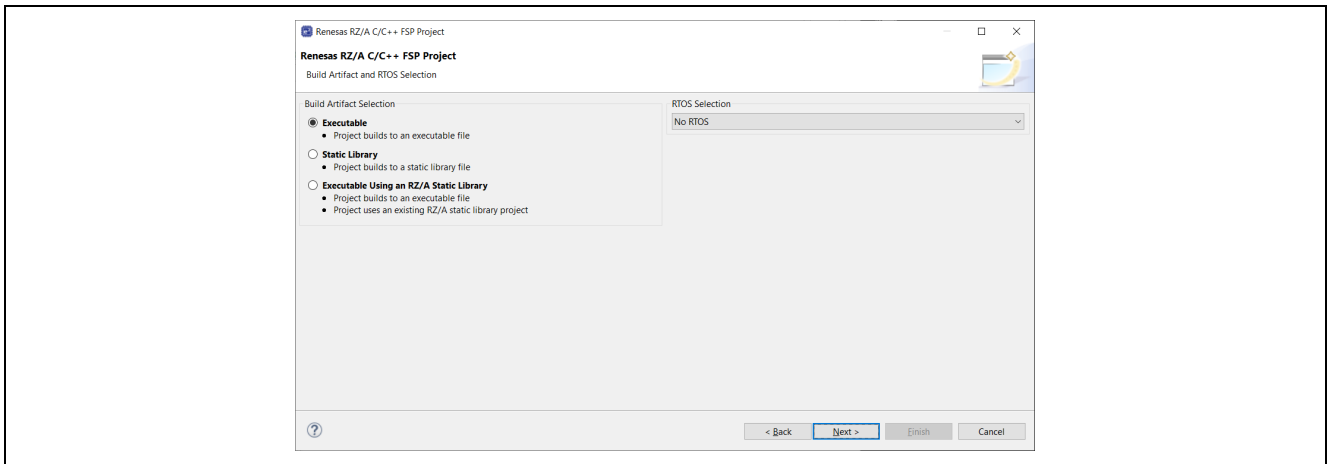 Renesas RZ/A C/C++ FSP Project
Renesas RZ/A C/C++ FSP Project
Build Artifact and RTOS Selection
Build Artifact Selection
Executable
• Project builds to an executable file
Static Library
• Project builds to a static library file
Executable Using an RZ/A Static Library
• Project builds to an executable file
• Project uses an existing RZ/A static library project
RTOS Selection
No RTOS
?
< Back
Next >
Finish
Cancel